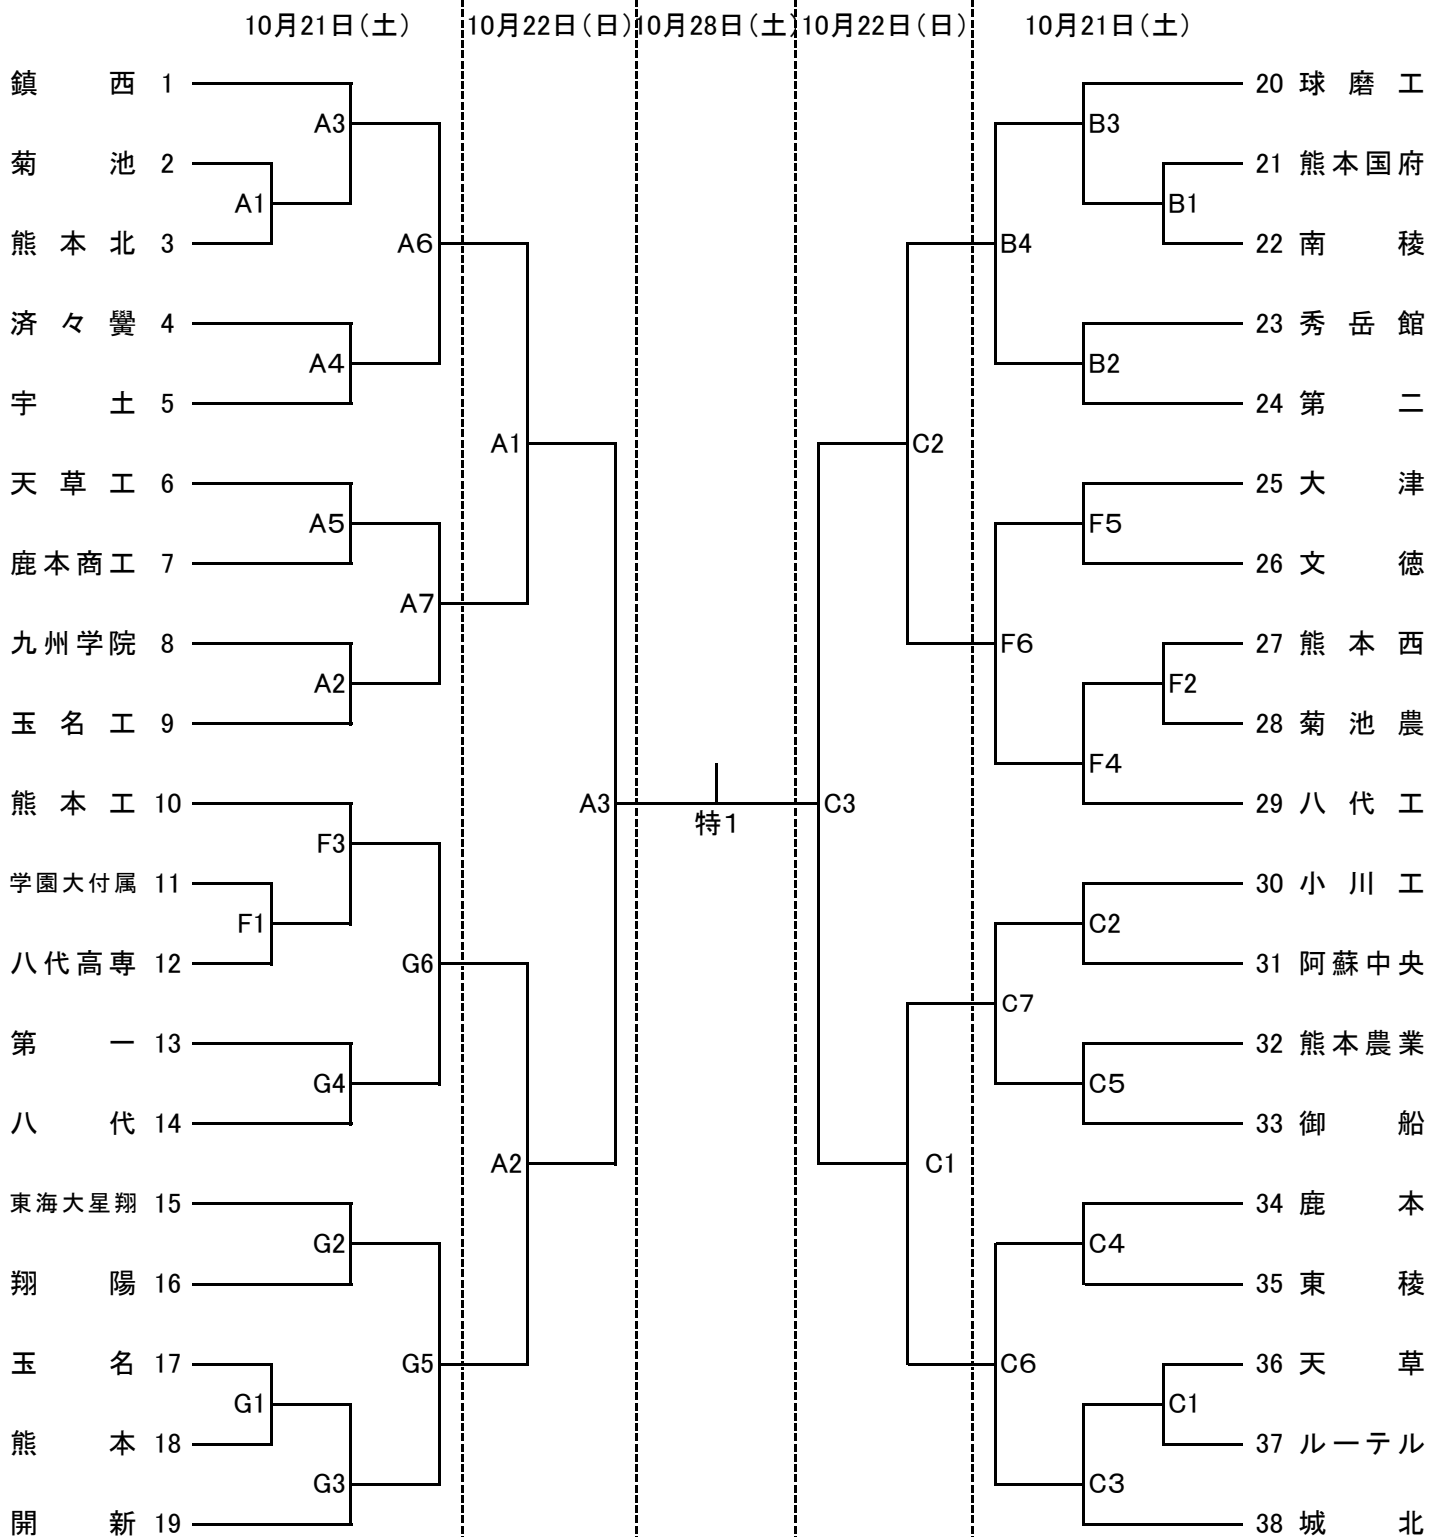 10月21日（土） 10月22日（日） 10月28日（土） 10月22日（日） 10月21日（土）
鎮西 1
A3
菊池 2
A1
熊本北 3
A6
済々黌 4
A4
宇土 5
A1
天草工 6
A5
鹿本商工 7
A7
九州学院 8
A2
玉名工 9
熊本工 10
A3
F3
学園大付属 11
F1
八代高専 12
G6
第一 13
G4
八代 14
A2
東海大星翔 15
G2
翔陽 16
玉名 17
G5
G1
熊本 18
G3
開新 19
特1
20 球磨工
B3
21 熊本国府
B1
22 南稜
B4
23 秀岳館
B2
24 第二
C2
25 大津
F5
26 文徳
27 熊本西
F6
F2
28 菊池農
F4
29 八代工
C3
30 小川工
C2
31 阿蘇中央
C7
32 熊本農業
C5
33 御船
C1
34 鹿本
C4
35 東稜
36 天草
C6
C1
37 ルーテル
C3
38 城北